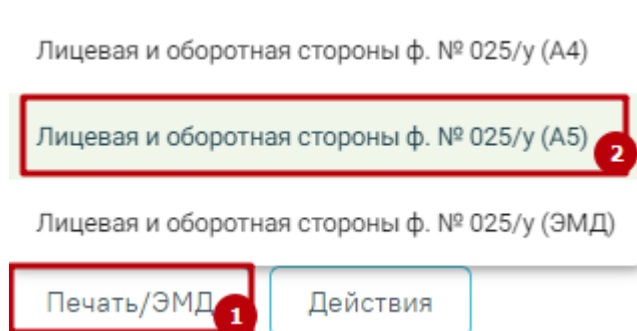 Лицевая и оборотная стороны ф. № 025/у (А4)
Лицевая и оборотная стороны ф. № 025/у (А5)
2
Лицевая и оборотная стороны ф. № 025/у (ЭМД)
Печать/ЭМД
1
Действия